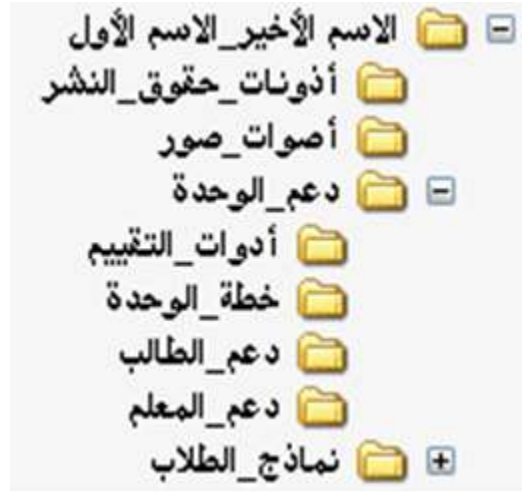 الاسم الأخير_الاسم الأول
أذونات_حقوق_النشر
أصوات_صور
دعم_الوحدة
أدوات_التقييم
خطة_الوحدة
دعم_الطالب
دعم_المعلم
نماذج_الطلاب